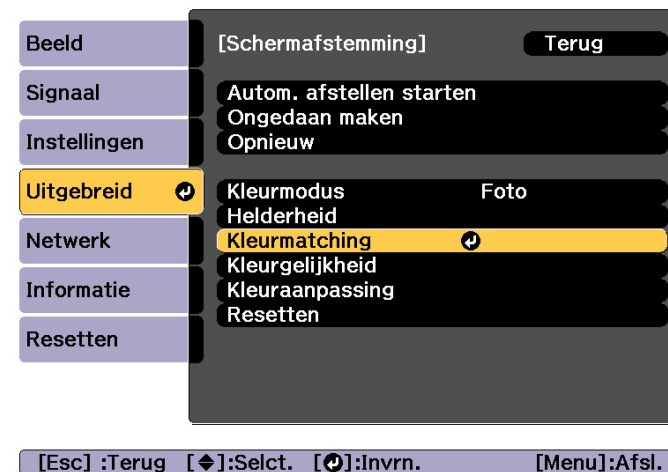 Beeld
Signaal
Instellingen
Uitgebreid
Netwerk
Informatie
Resetten
[Schermafstemming] Terug
Autom. afstellen starten
Ongedaan maken
Opnieuw
Kleurmodus Foto
Helderheid
Kleurmatching
Kleurgelijkheid
Kleuraanpassing
Resetten
[Esc] :Terug [◆]:Selct. [↵]:Invrn. [Menu]:Afsl.